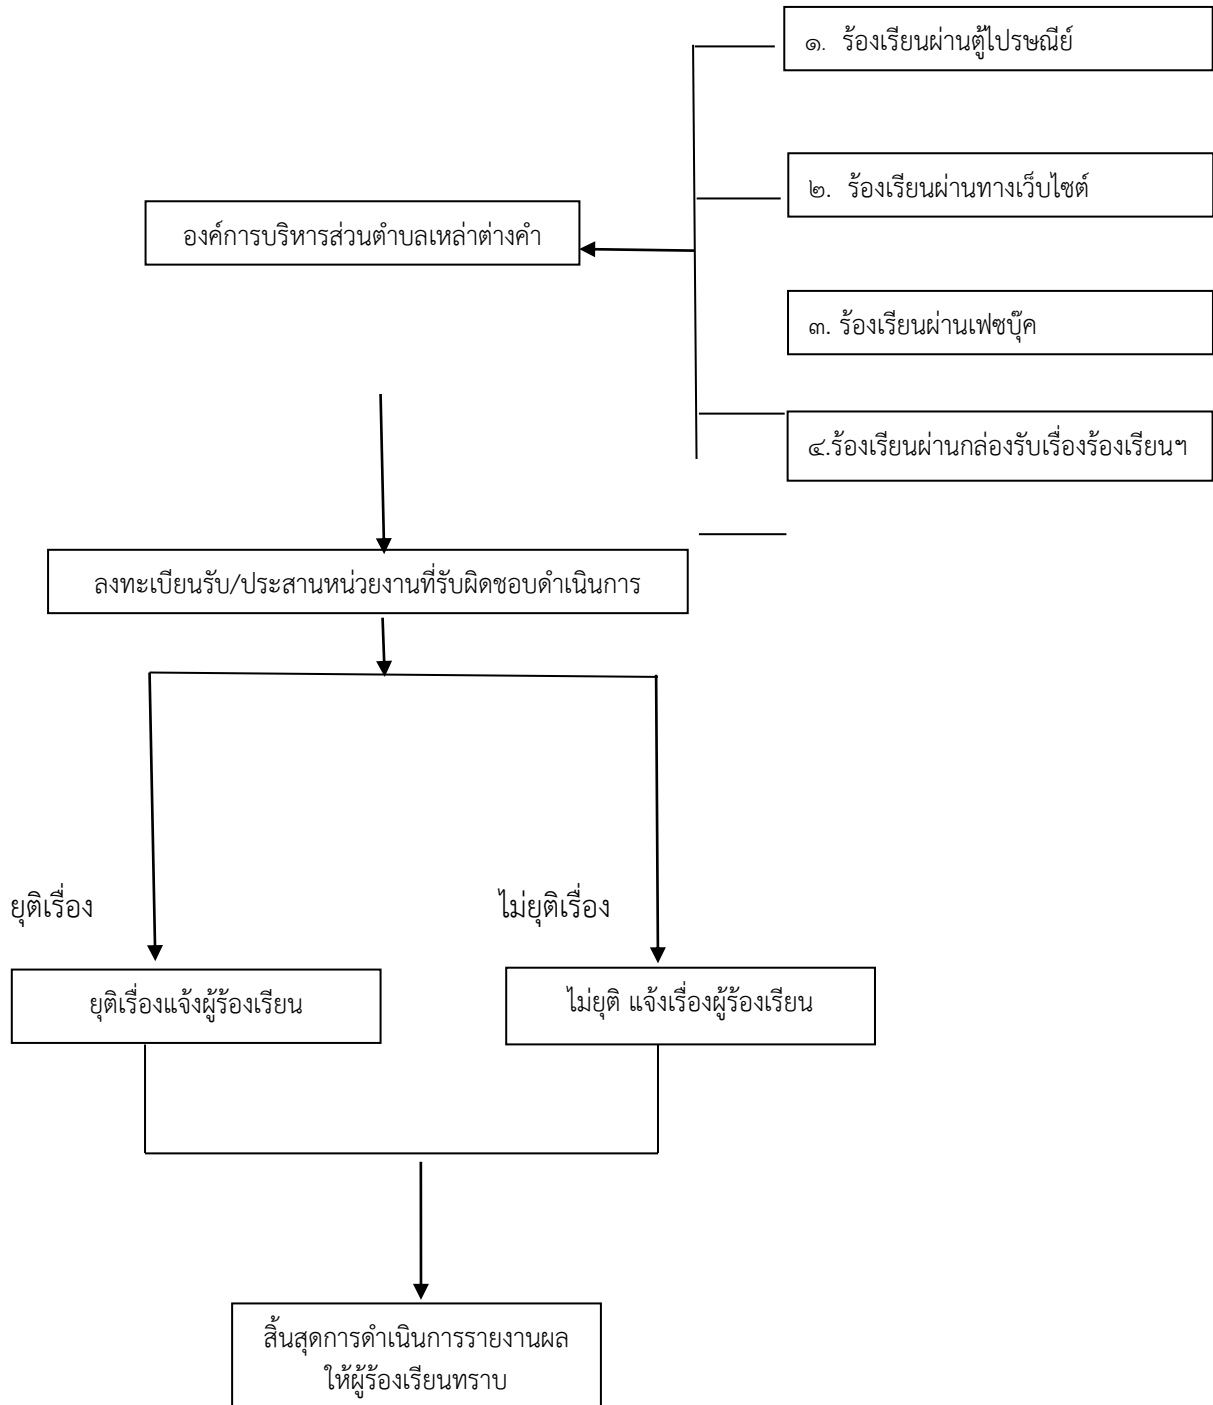 ๑. ร้องเรียนผ่านตู้ไปรษณีย์
๒. ร้องเรียนผ่านทางเว็บไซต์
องค์การบริหารส่วนตำบลเหล่าต่างคำ
๓. ร้องเรียนผ่านเฟซบุ๊ค
๔.ร้องเรียนผ่านกล่องรับเรื่องร้องเรียนฯ
ลงทะเบียนรับ/ประสานหน่วยงานที่รับผิดชอบดำเนินการ
ยุติเรื่อง
ไม่ยุติเรื่อง
ยุติเรื่องแจ้งผู้ร้องเรียน
ไม่ยุติ แจ้งเรื่องผู้ร้องเรียน
สิ้นสุดการดำเนินการรายงานผล
ให้ผู้ร้องเรียนทราบ